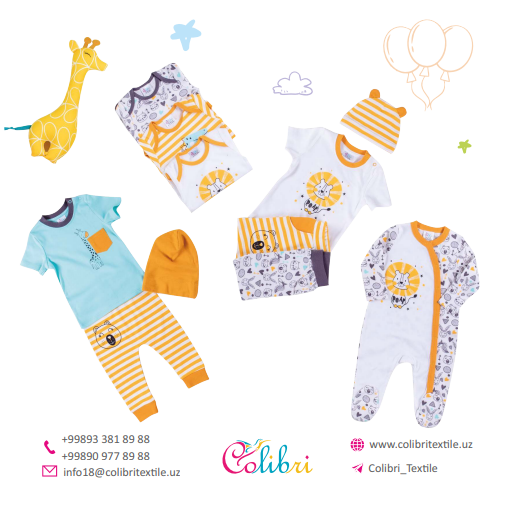 +99893 381 89 88
+99890 977 89 88
info18@colibritextile.uz
Colibri
www.colibritextile.uz
Colibri_Textile